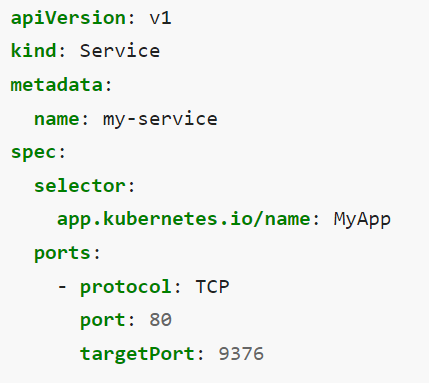 apiVersion: v1
kind: Service
metadata:
  name: my-service
spec:
  selector:
    app.kubernetes.io/name: MyApp
  ports:
    - protocol: TCP
      port: 80
      targetPort: 9376